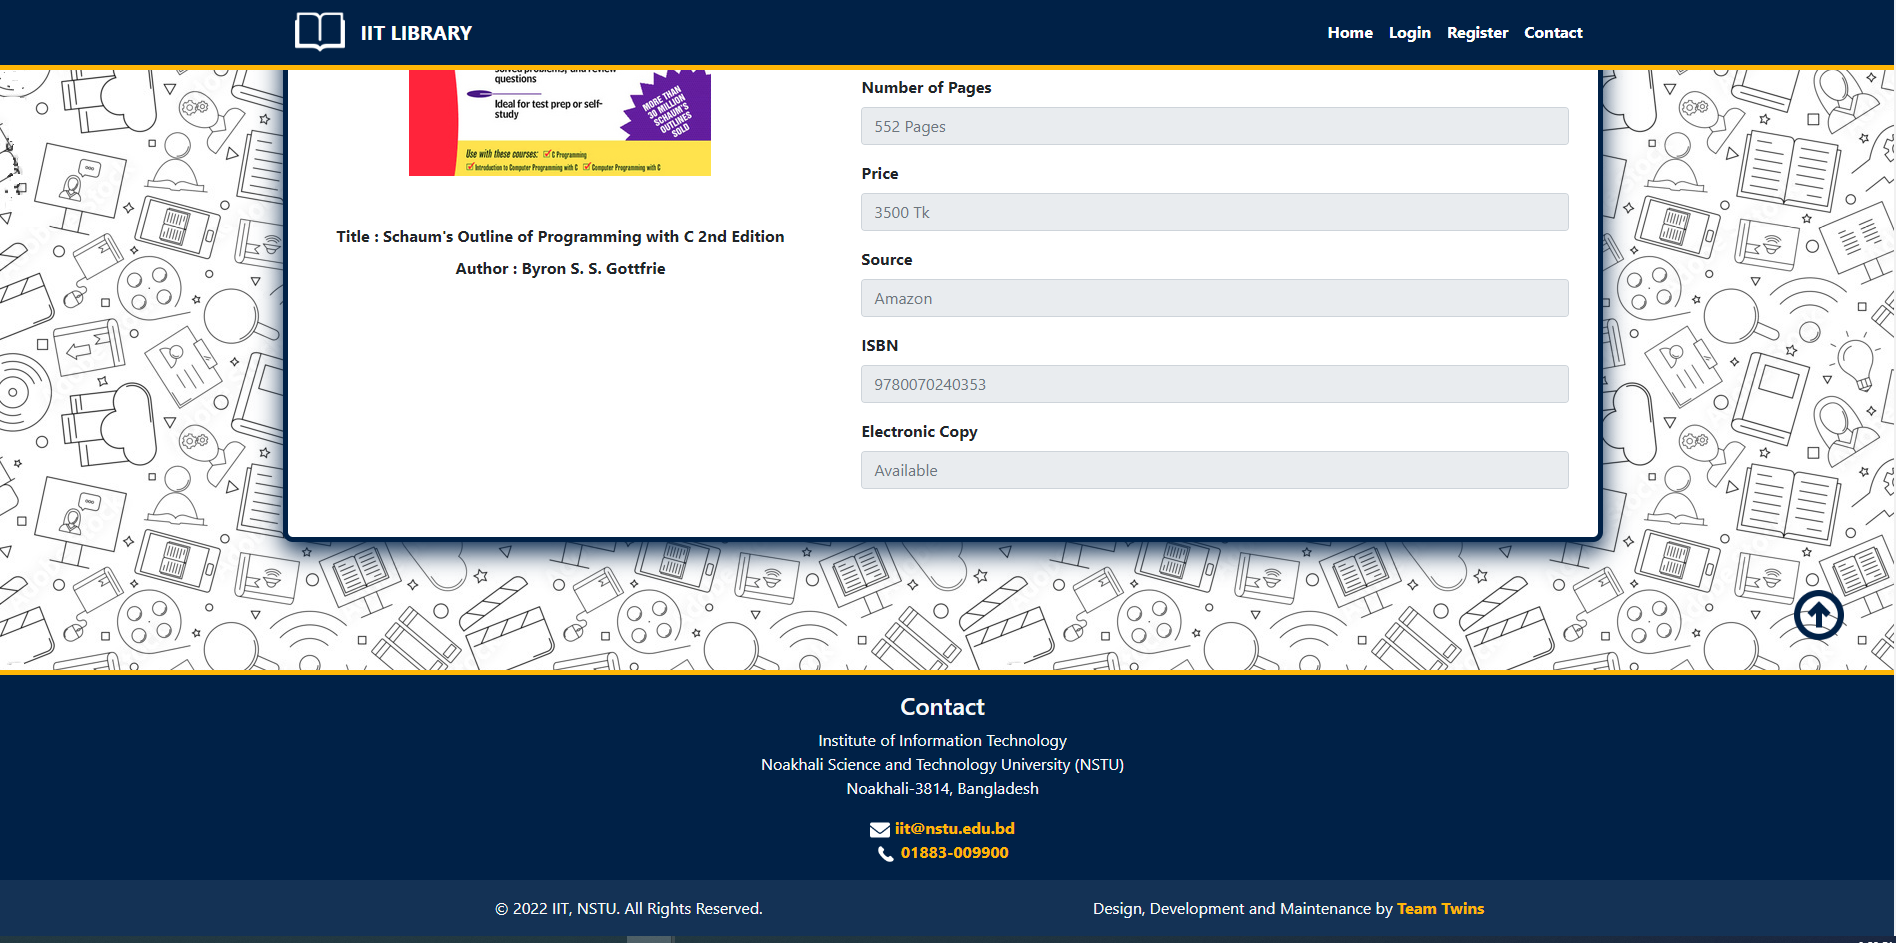 IIT LIBRARY
Home Login Register Contact
solved problems, and review
questions
Ideal for test prep or self-
study
MORE THAN
30 MILLION
SCHAUM'S
OUTLINES
SOLD
Use with these courses: C Programming
Introduction to Computer Programming with C Computer Programming with C
Title : Schaum's Outline of Programming with C 2nd Edition
Author : Byron S. S. Gottfrie
Number of Pages
552 Pages
Price
3500 Tk
Source
Amazon
ISBN
9780070240353
Electronic Copy
Available
Contact
Institute of Information Technology
Noakhali Science and Technology University (NSTU)
Noakhali-3814, Bangladesh
iit@nstu.edu.bd
01883-009900
© 2022 IIT, NSTU. All Rights Reserved.
Design, Development and Maintenance by Team Twins